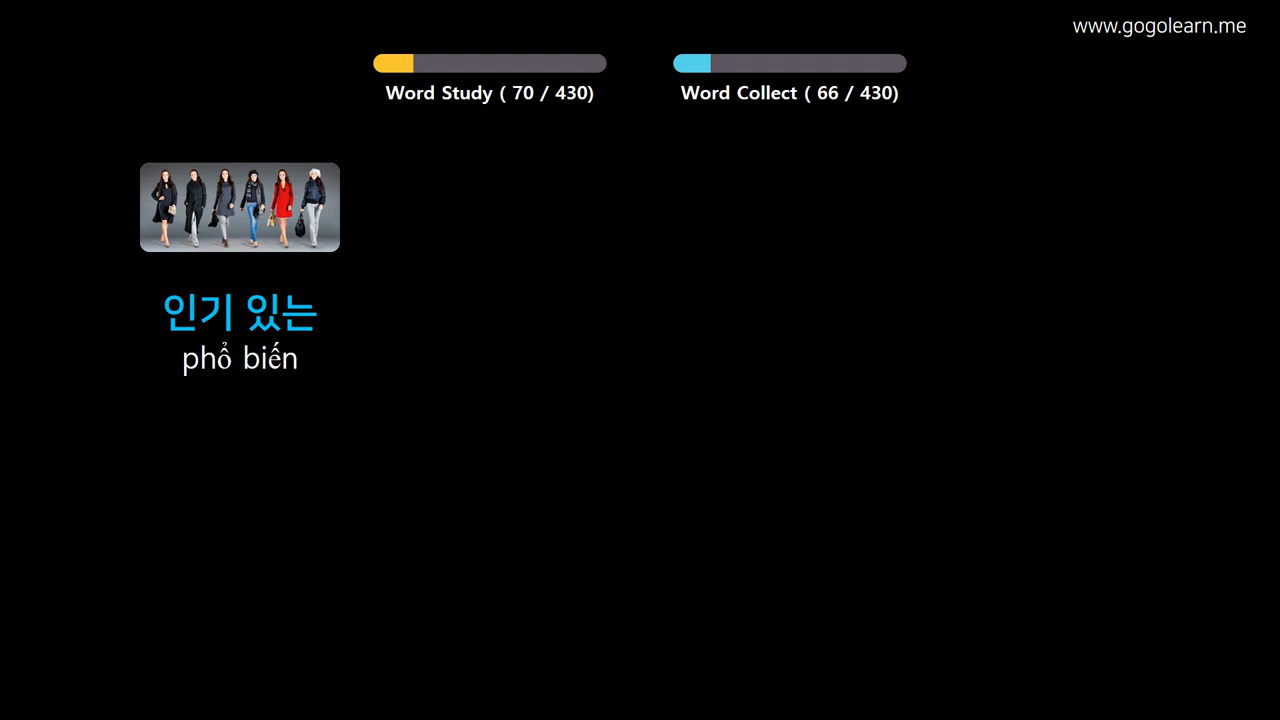 www.gogolearn.me
Word Study ( 70 / 430)
Word Collect ( 66 / 430)
인기 있는
phổ biến